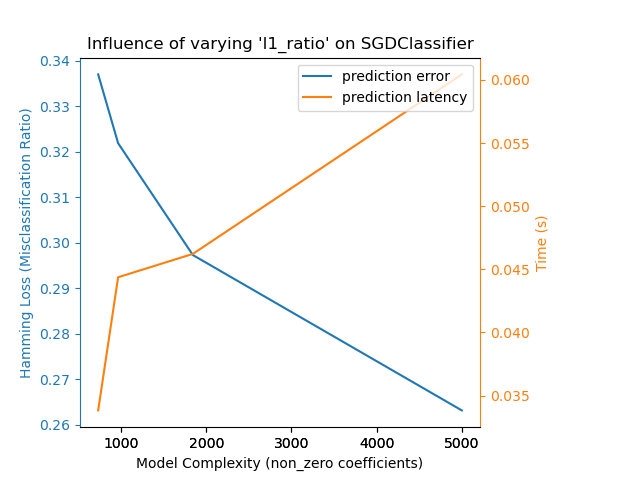 Influence of varying 'l1_ratio' on SGDClassifier
prediction error
prediction latency
Hamming Loss (Misclassification Ratio)
0.34
0.33
0.32
0.31
0.30
0.29
0.28
0.27
0.26
0.060
0.055
0.050
0.045
0.040
0.035
Time (s)
1000 2000 3000 4000 5000
Model Complexity (non_zero coefficients)